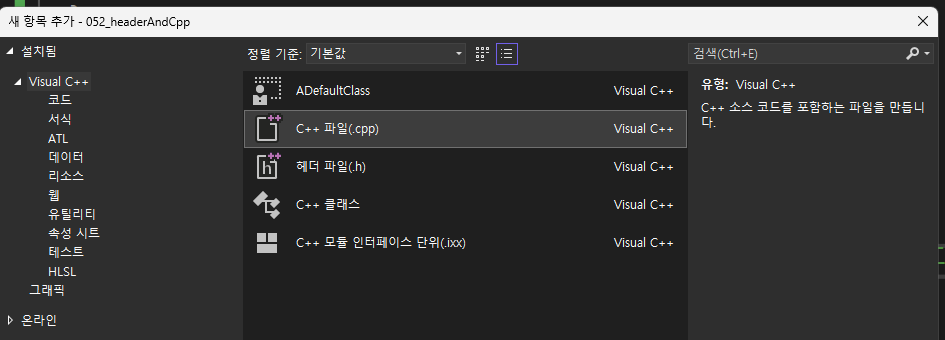 새 항목 추가 - 052_headerAndCpp
설치됨
정렬 기준: 기본값
검색(Ctrl+E)
Visual C++
코드
서식
ATL
데이터
리소스
웹
유틸리티
속성 시트
테스트
HLSL
그래픽
온라인
ADefaultClass Visual C++
C++ 파일(.cpp) Visual C++
헤더 파일(.h) Visual C++
C++ 클래스 Visual C++
C++ 모듈 인터페이스 단위(.ixx) Visual C++
유형: Visual C++
C++ 소스 코드를 포함하는 파일을 만듭니
다.